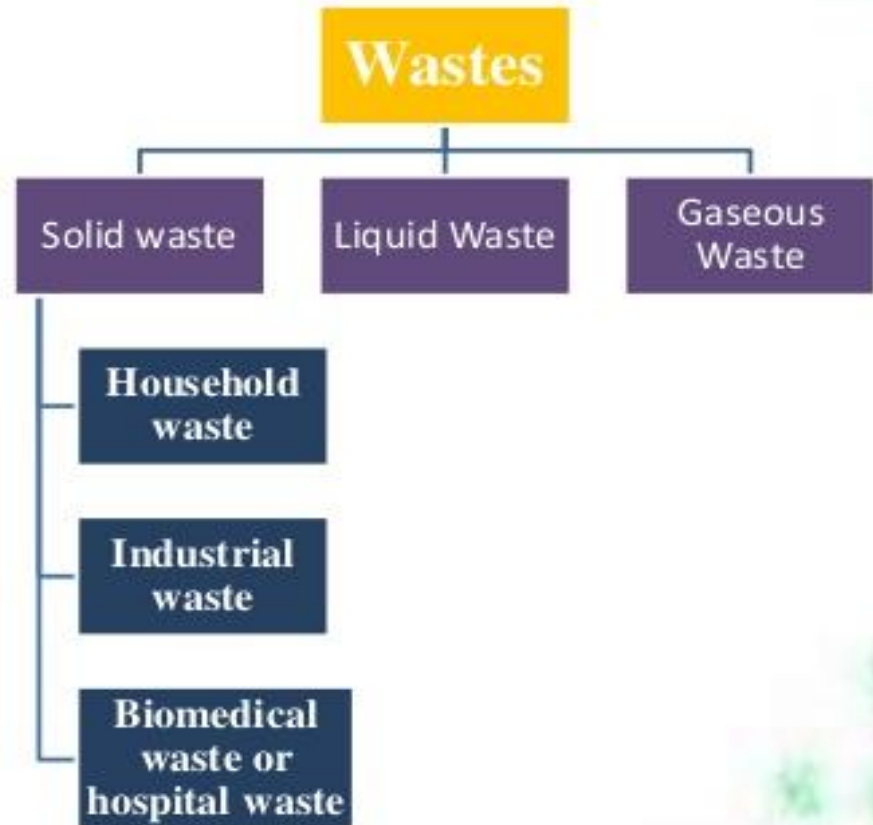 Wastes
Solid waste
Liquid Waste
Gaseous
Waste
Household
waste
Industrial
waste
Biomedical
waste or
hospital waste